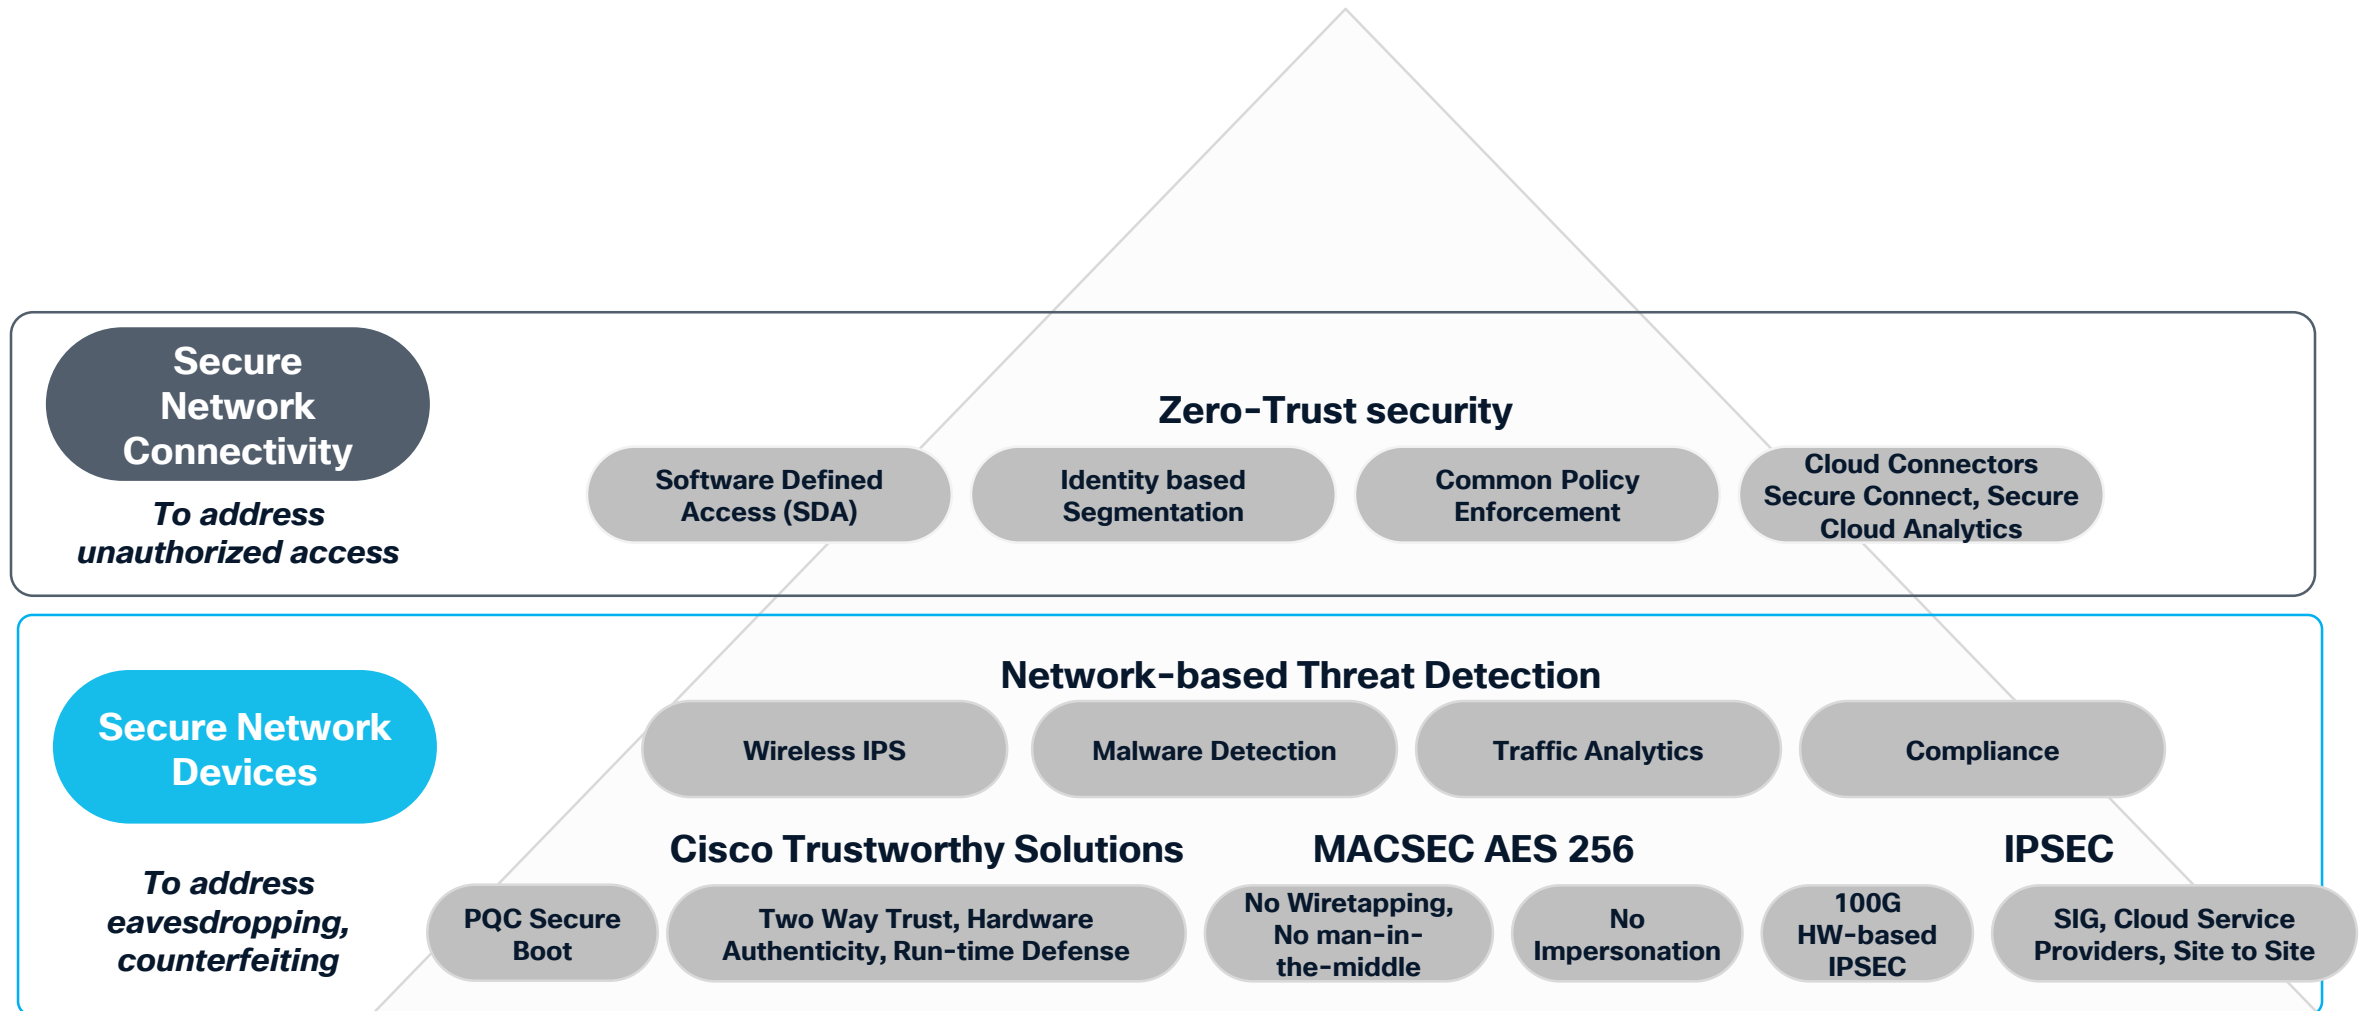 Secure
Network
Connectivity
To address
unauthorized access
Zero-Trust security
Software Defined
Access (SDA)
Identity based
Segmentation
Common Policy
Enforcement
Cloud Connectors
Secure Connect, Secure
Cloud Analytics
Secure Network
Devices
To address
eavesdropping,
counterfeiting
Network-based Threat Detection
Wireless IPS
Malware Detection
Traffic Analytics
Compliance
Cisco Trustworthy Solutions
MACSEC AES 256
IPSEC
PQC Secure
Boot
Two Way Trust, Hardware
Authenticity, Run-time Defense
No Wiretapping,
No man-in-
the-middle
No
Impersonation
100G
HW-based
IPSEC
SIG, Cloud Service
Providers, Site to Site